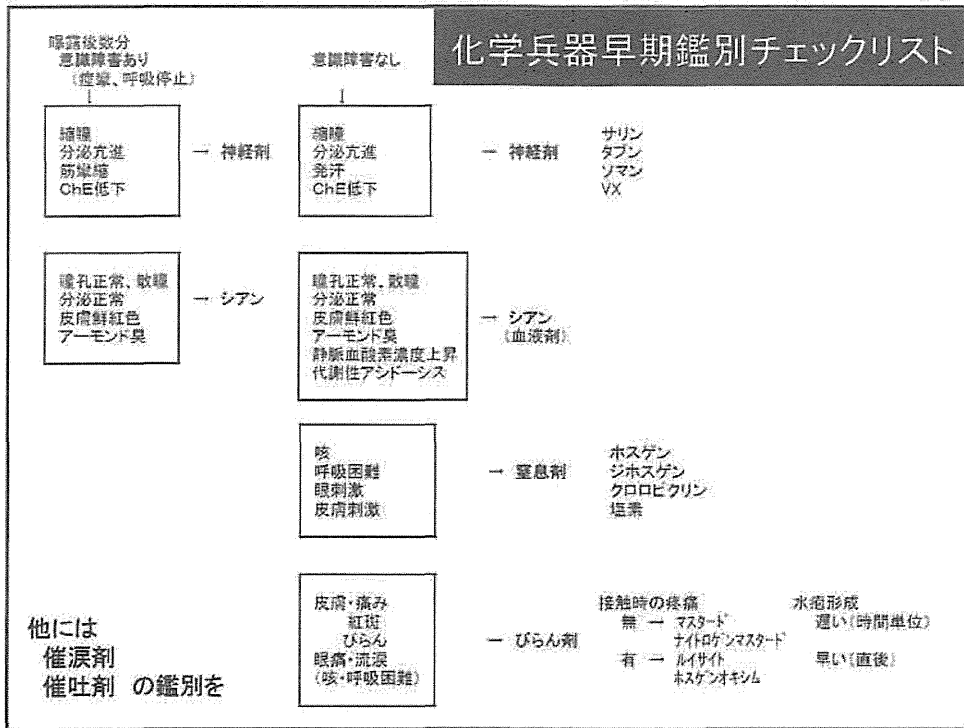 化学兵器早期鑑別チェックリスト
曝露後数分
意識障害あり
(痙攣、呼吸停止)
↓
意識障害なし
↓
縮瞳
分泌亢進
筋攣縮
ChE低下
→ 神経剤
縮瞳
分泌亢進
発汗
ChE低下
→ 神経剤
サリン
タブン
ソマン
VX
瞳孔正常、散瞳
分泌正常
皮膚鮮紅色
アーモンド臭
→ シアン
瞳孔正常、散瞳
分泌正常
皮膚鮮紅色
アーモンド臭
静脈血酸素濃度上昇
代謝性アシドーシス
→ シアン
(血液剤)
咳
呼吸困難
眼刺激
皮膚刺激
→ 窒息剤
ホスゲン
ジホスゲン
クロロピクリン
塩素
皮膚・痛み
紅斑
びらん
眼痛・流涙
(咳・呼吸困難)
→ びらん剤
接触時の疼痛 水疱形成
無 → マスタード 遅い(時間単位)
ナイトロゲンマスタード
有 → ルイサイト 早い(直後)
ホスゲンオキシム
他には
催涙剤
催吐剤 の鑑別を